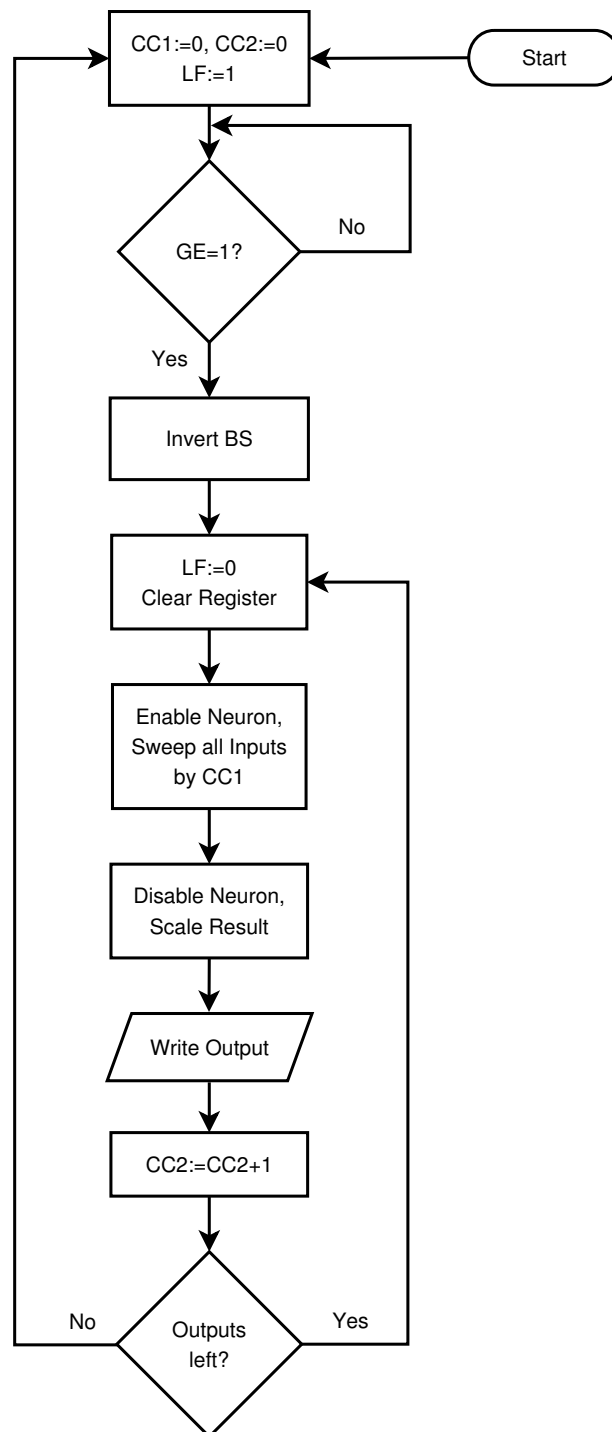 CC1:=0, CC2:=0
LF:=1
Start
GE=1?
No
Yes
Invert BS
LF:=0
Clear Register
Enable Neuron,
Sweep all Inputs
by CC1
Disable Neuron,
Scale Result
Write Output
CC2:=CC2+1
No
Outputs
left?
Yes